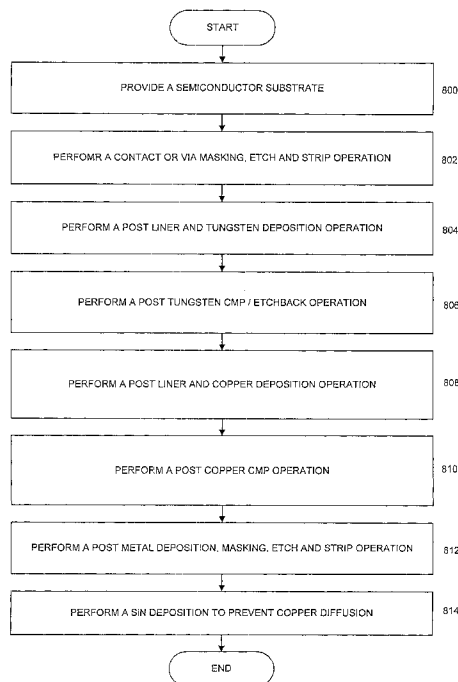 START
PROVIDE A SEMICONDUCTOR SUBSTRATE
800
PERFOMR A CONTACT OR VIA MASKING, ETCH AND STRIP OPERATION
802
PERFORM A POST LINER AND TUNGSTEN DEPOSITION OPERATION
804
PERFORM A POST TUNGSTEN CMP / ETCHBACK OPERATION
806
PERFORM A POST LINER AND COPPER DEPOSITION OPERATION
808
PERFORM A POST COPPER CMP OPERATION
810
PERFORM A POST METAL DEPOSITION, MASKING, ETCH AND STRIP OPERATION
812
PERFORM A SIN DEPOSITION TO PREVENT COPPER DIFFUSION
814
END